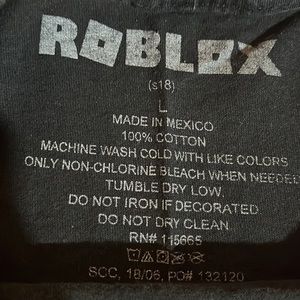 ROBLOX
(s18)
L
MADE IN MEXICO
100% COTTON
MACHINE WASH COLD WITH LIKE COLORS
ONLY NON-CHLORINE BLEACH WHEN NEEDED
TUMBLE DRY LOW
DO NOT IRON IF DECORATED
DO NOT DRY CLEAN
RN# 115665
SCC, 18/06, PO# 132120